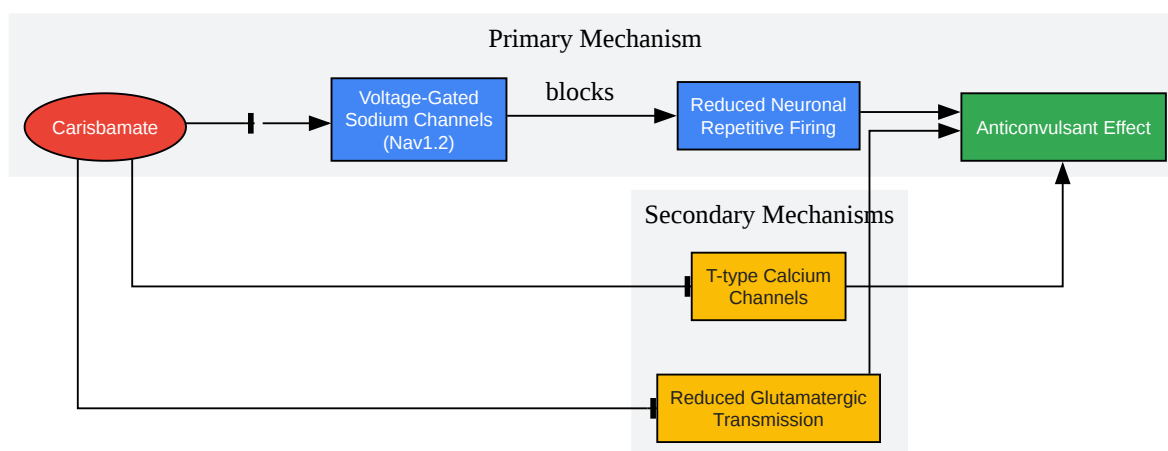 Primary Mechanism
Carisbamate
Voltage-Gated
Sodium Channels
(Nav1.2)
blocks
Reduced Neuronal
Repetitive Firing
Anticonvulsant Effect
Secondary Mechanisms
T-type Calcium
Channels
Reduced Glutamatergic
Transmission